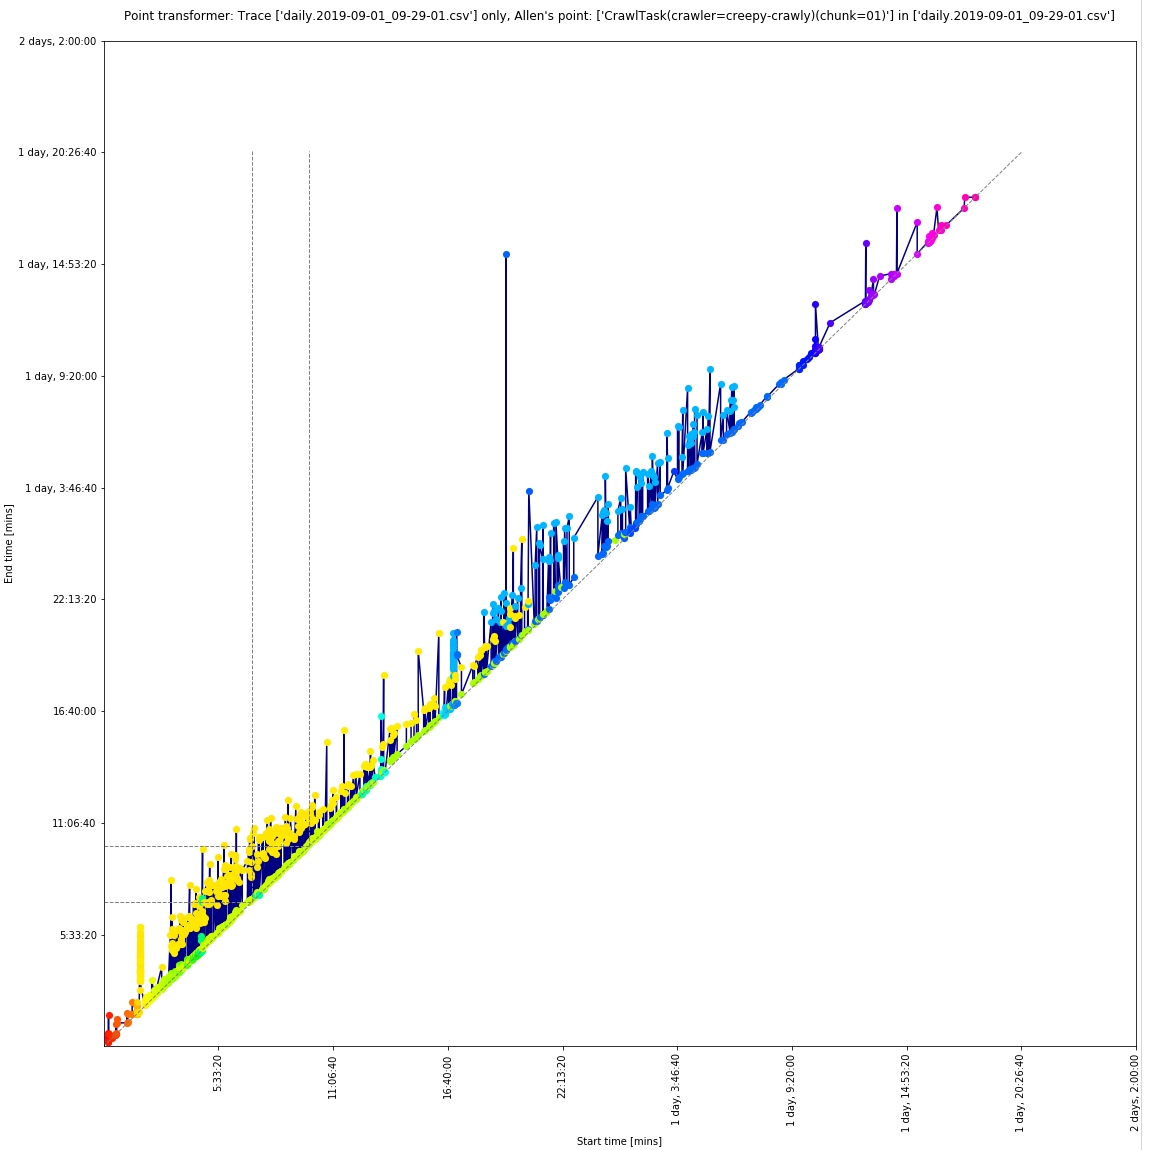 Point transformer: Trace ['daily.2019-09-01_09-29-01.csv'] only, Allen's point: ['CrawlTask(crawler=creepy-crawly)(chunk=01)'] in ['daily.2019-09-01_09-29-01.csv']
2 days, 2:00:00
1 day, 20:26:40
1 day, 14:53:20
1 day, 9:20:00
1 day, 3:46:40
22:13:20
16:40:00
11:06:40
5:33:20
End time [mins]
5:33:20
11:06:40
16:40:00
22:13:20
1 day, 3:46:40
1 day, 9:20:00
1 day, 14:53:20
1 day, 20:26:40
2 days, 2:00:00
Start time [mins]